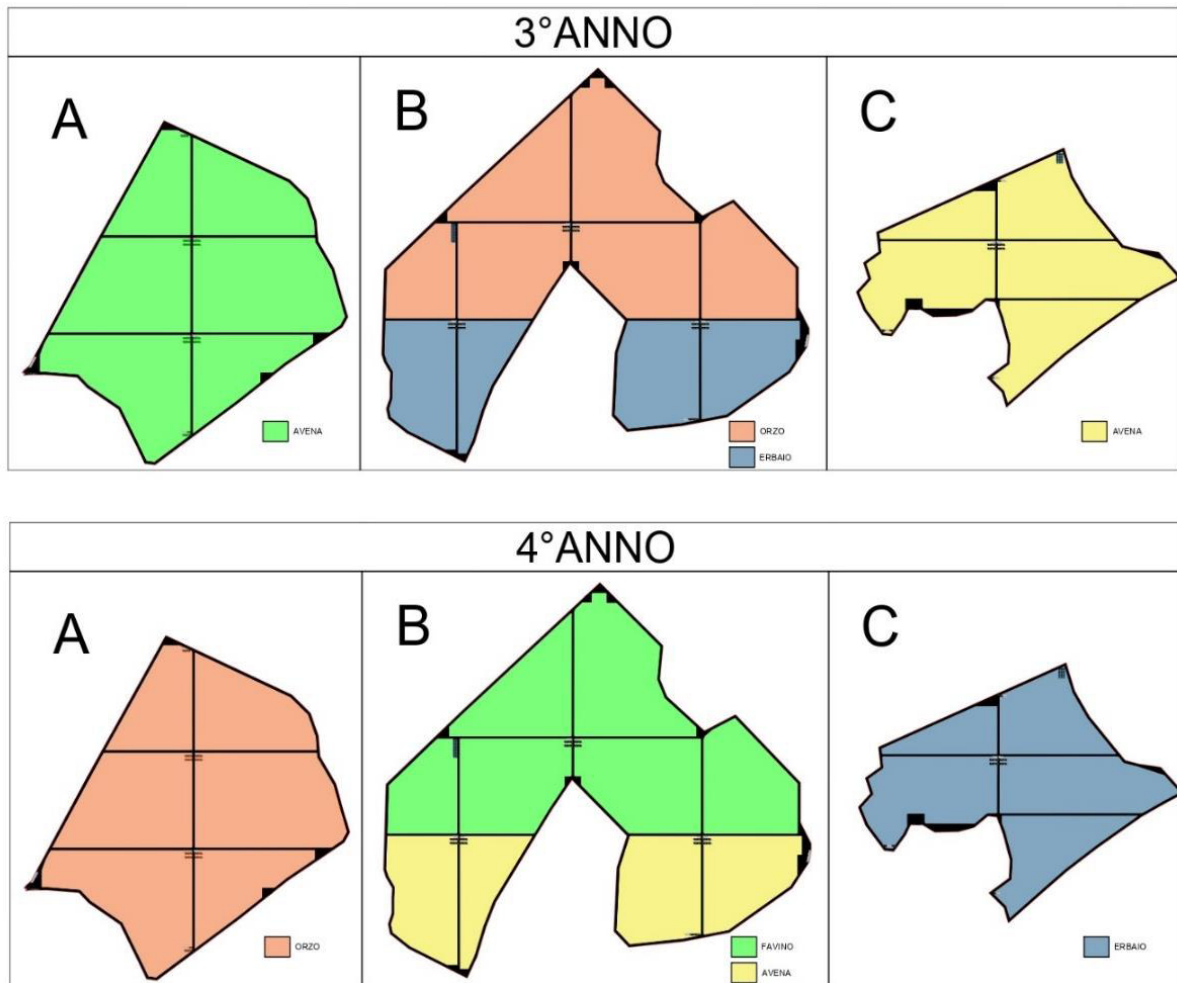 3°ANNO
A
B
C
AVENA
ORZO
ERBAIO
AVENA
4°ANNO
A
B
C
ORZO
FAVINO
AVENA
ERBAIO